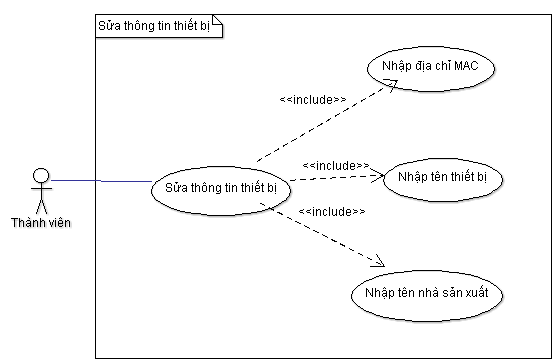 Sửa thông tin thiết bị
Nhập địa chỉ MAC
<<include>>
<<include>>
Nhập tên thiết bị
Sửa thông tin thiết bị
<<include>>
Thành viên
Nhập tên nhà sản xuất